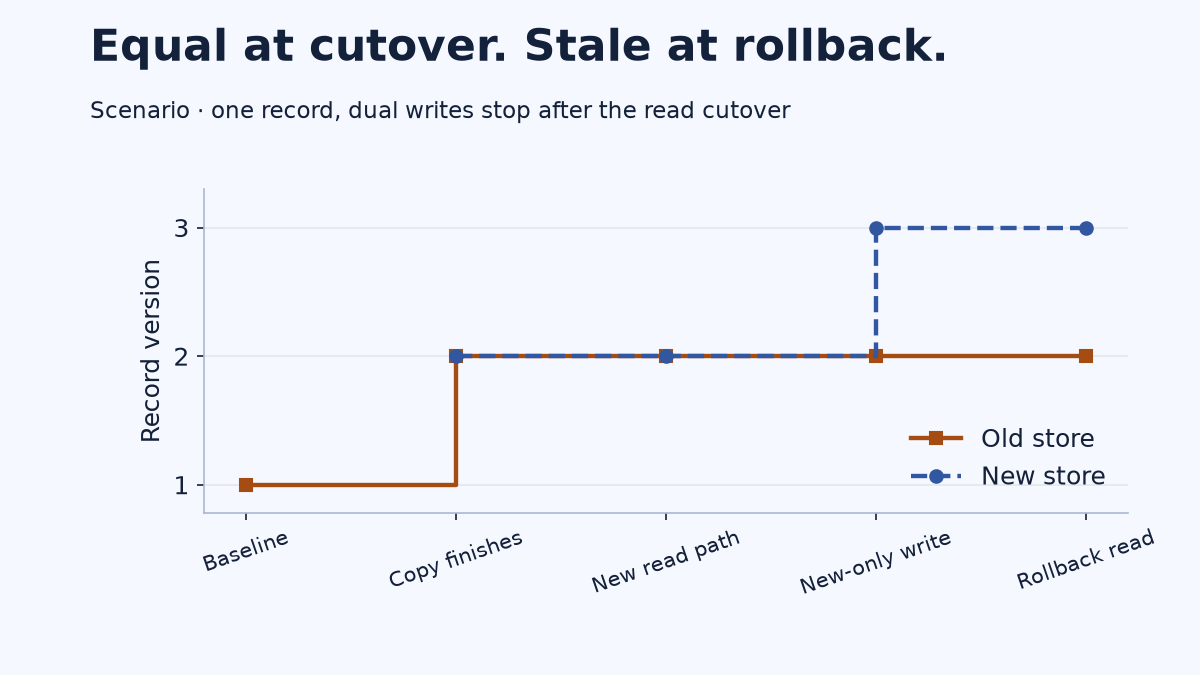 Equal at cutover. Stale at rollback.
Scenario · one record, dual writes stop after the read cutover
Record version
3
2
1
Old store
New store
Baseline
Copy finishes
New read path
New-only write
Rollback read